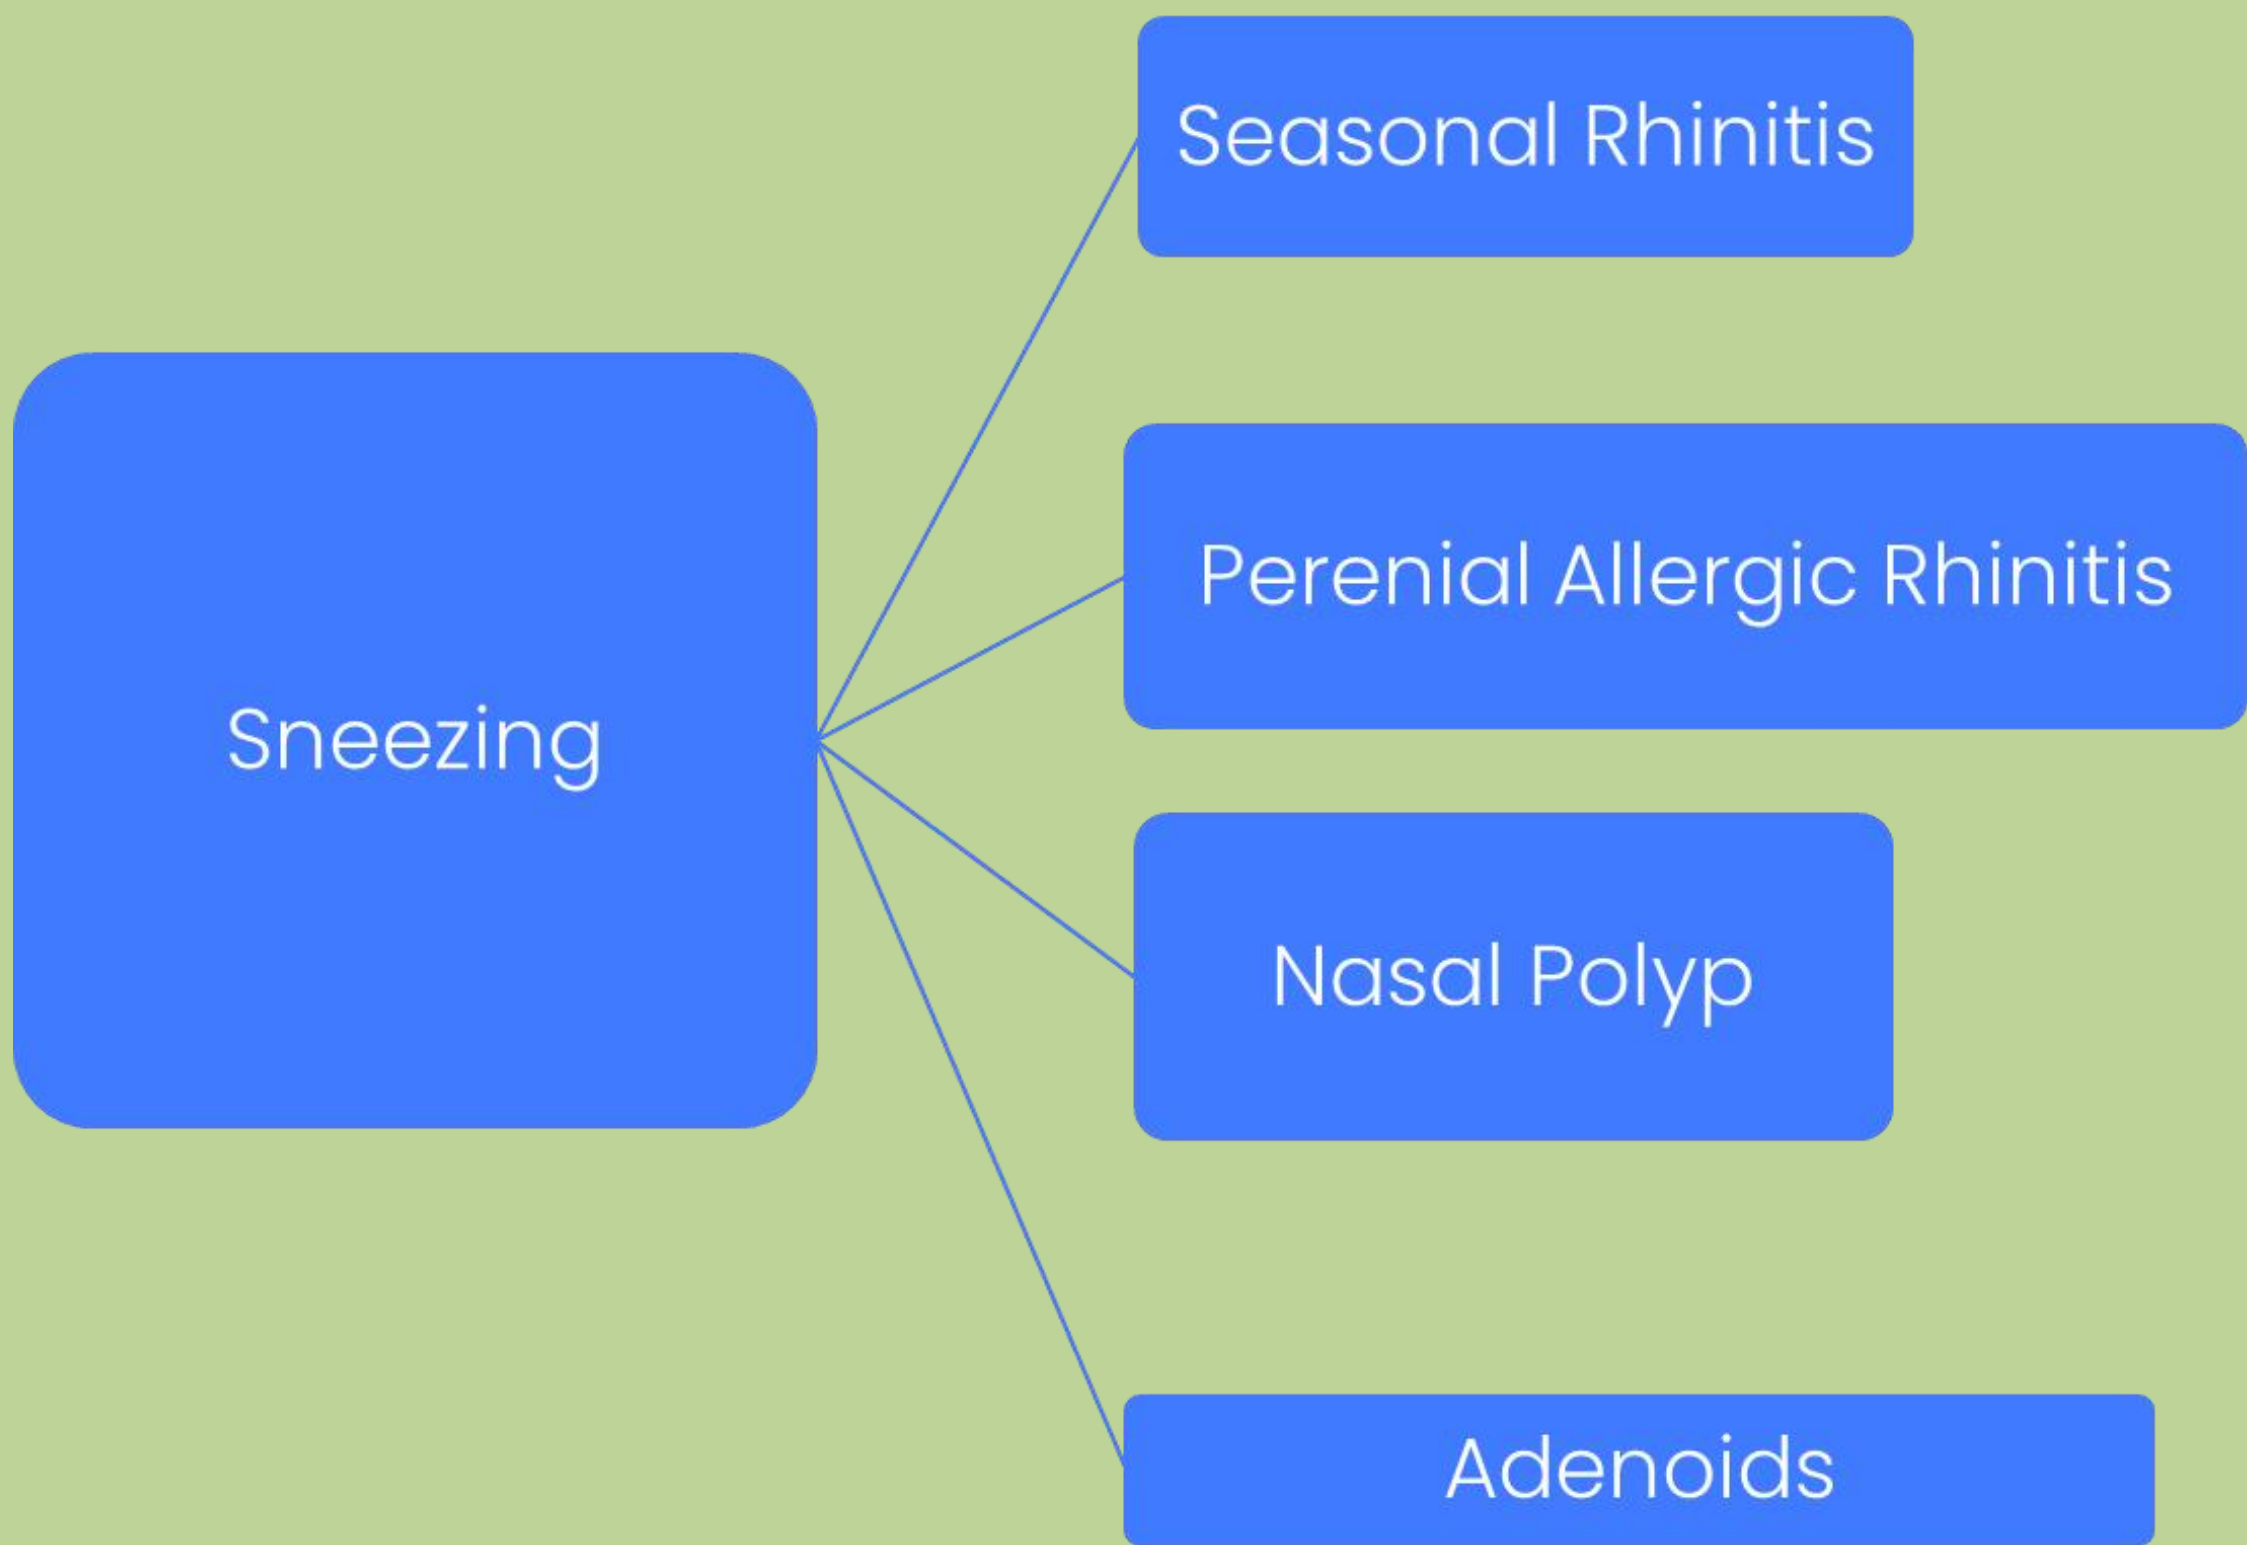 Seasonal Rhinitis
Perenial Allergic Rhinitis
Sneezing
Nasal Polyp
Adenoids